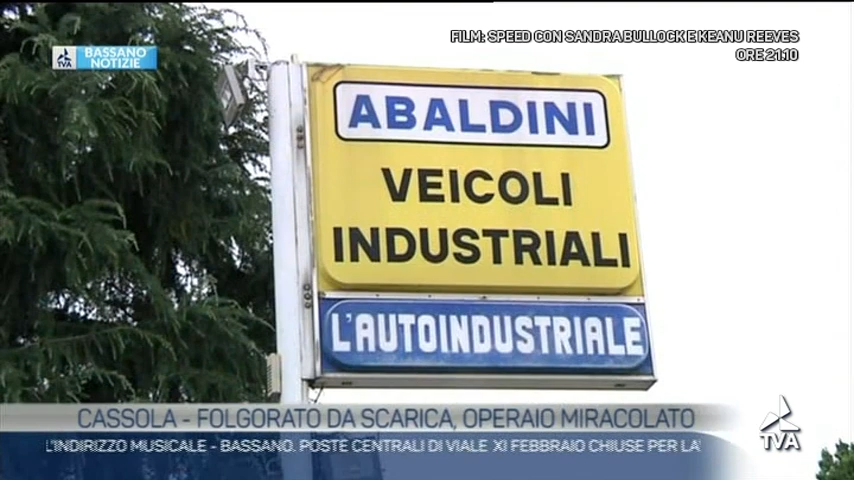 FILM: SPEED CON SANDRA BULLOCK E KEANU REEVES
ORE 21.10
TVA
BASSANO
NOTIZIE
ABALDINI
VEICOLI
INDUSTRIALI
L'AUTOINDUSTRIALE
CASSOLA - FOLGORATO DA SCARICA, OPERAIO MIRACOLATO
L'INDIRIZZO MUSICALE - BASSANO. POSTE CENTRALI DI VIALE XI FEBBRAIO CHIUSE PER LA
TVA